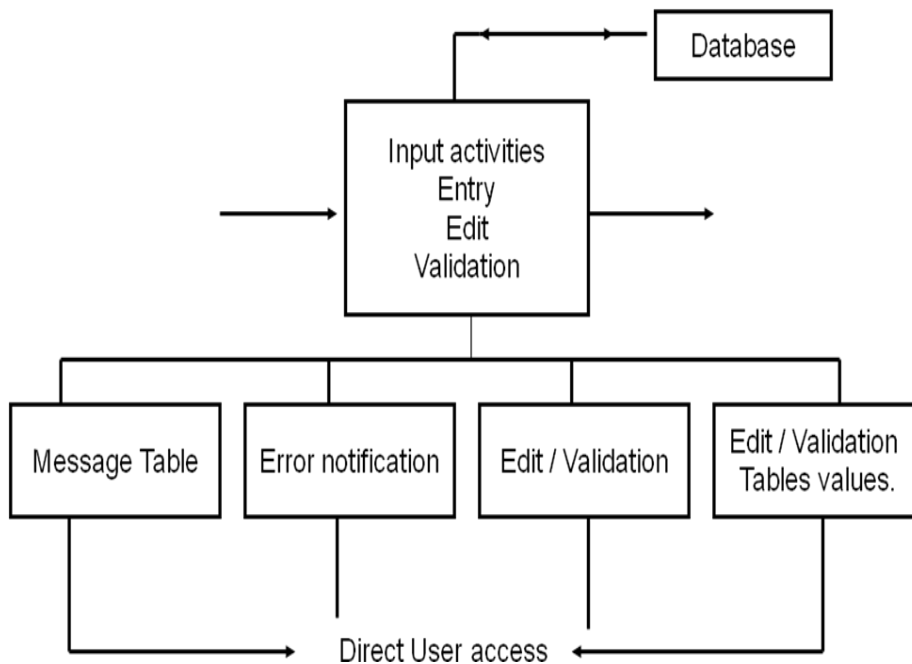 Database
Input activities
Entry
Edit
Validation
Message Table
Error notification
Edit / Validation
Edit / Validation
Tables values.
Direct User access